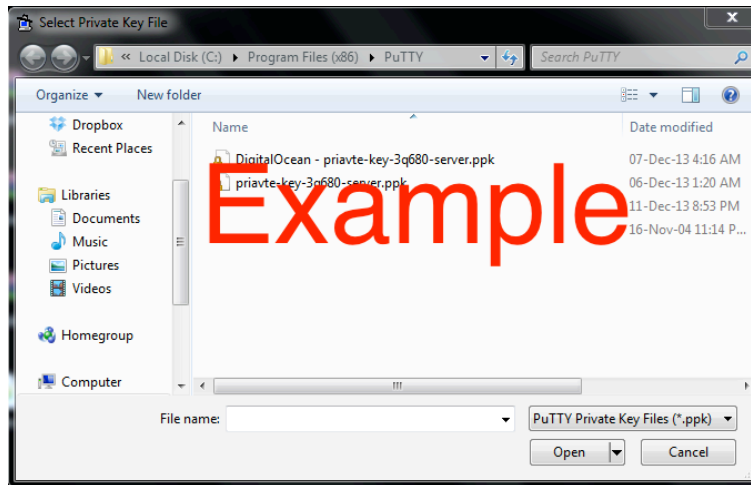 Select Private Key File
« Local Disk (C:) ▸ Program Files (x86) ▸ PuTTY
Search PuTTY
Organize
New folder
Dropbox
Recent Places
Libraries
Documents
Music
Pictures
Videos
Homegroup
Computer
Name
Date modified
DigitalOcean - priavte-key-3q680-server.ppk
07-Dec-13 4:16 AM
priavte-key-3q680-server.ppk
06-Dec-13 1:20 AM
11-Dec-13 8:53 PM
16-Nov-04 11:14 P...
Example
File name:
PuTTY Private Key Files (*.ppk)
Open
Cancel